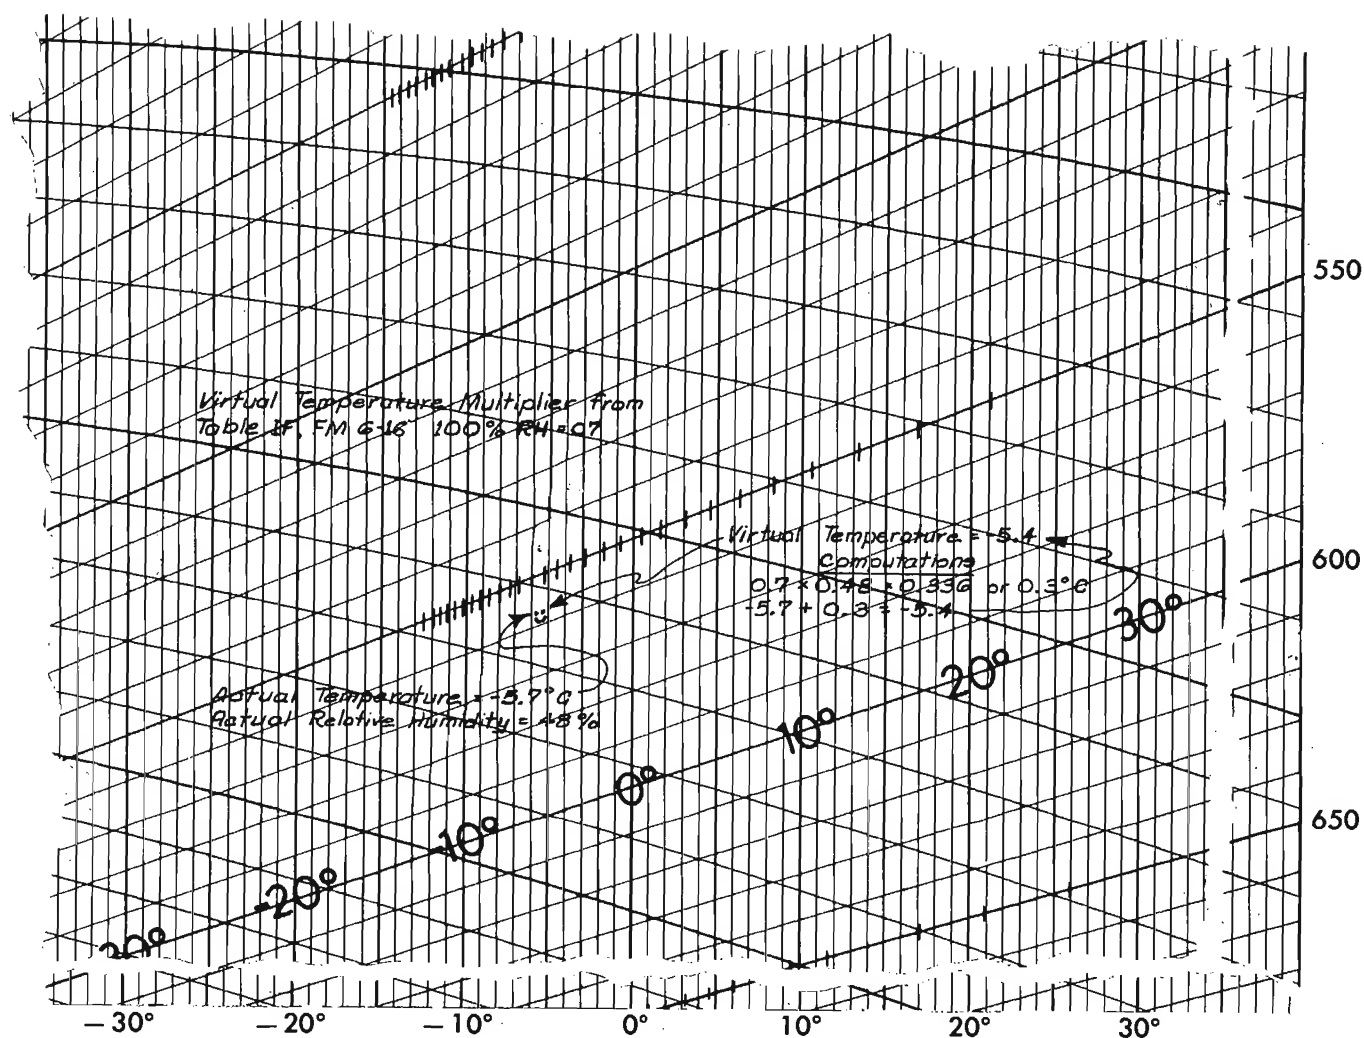 550
Virtual Temperature Multiplier from
Table If, FM 6-16 100% RH=07
Virtual Temperature = -5.4
Computations
0.7 x 0.48 = 0.336 or 0.3°C
-5.7 + 0.3 = -5.4
600
30°
20°
Actual Temperature = -5.7°C
Actual Relative Humidity = 48%
10°
0°
650
-10°
-20°
30°
-30° -20° -10° 0° 10° 20° 30°